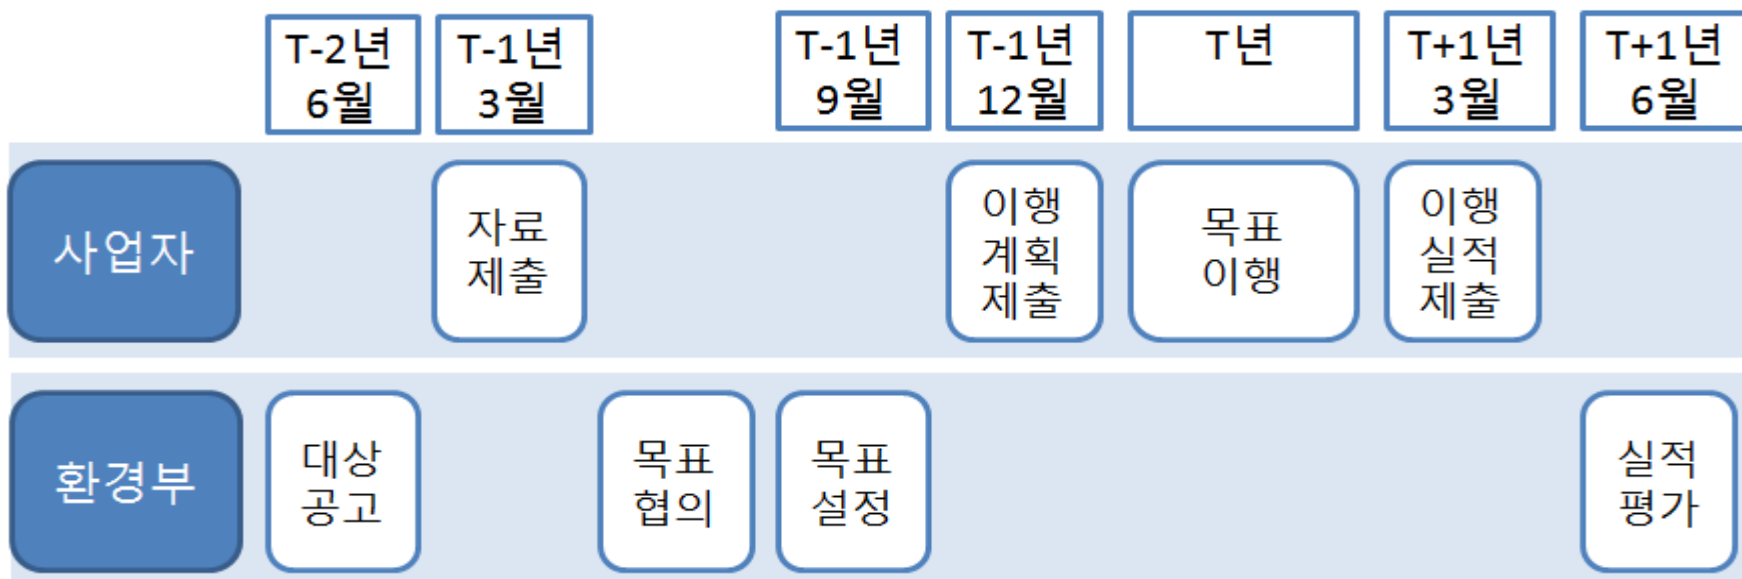 T-2년
6월
T-1년
3월
T-1년
9월
T-1년
12월
T년
T+1년
3월
T+1년
6월
사업자
자료
제출
이행
계획
제출
목표
이행
이행
실적
제출
환경부
대상
공고
목표
협의
목표
설정
실적
평가